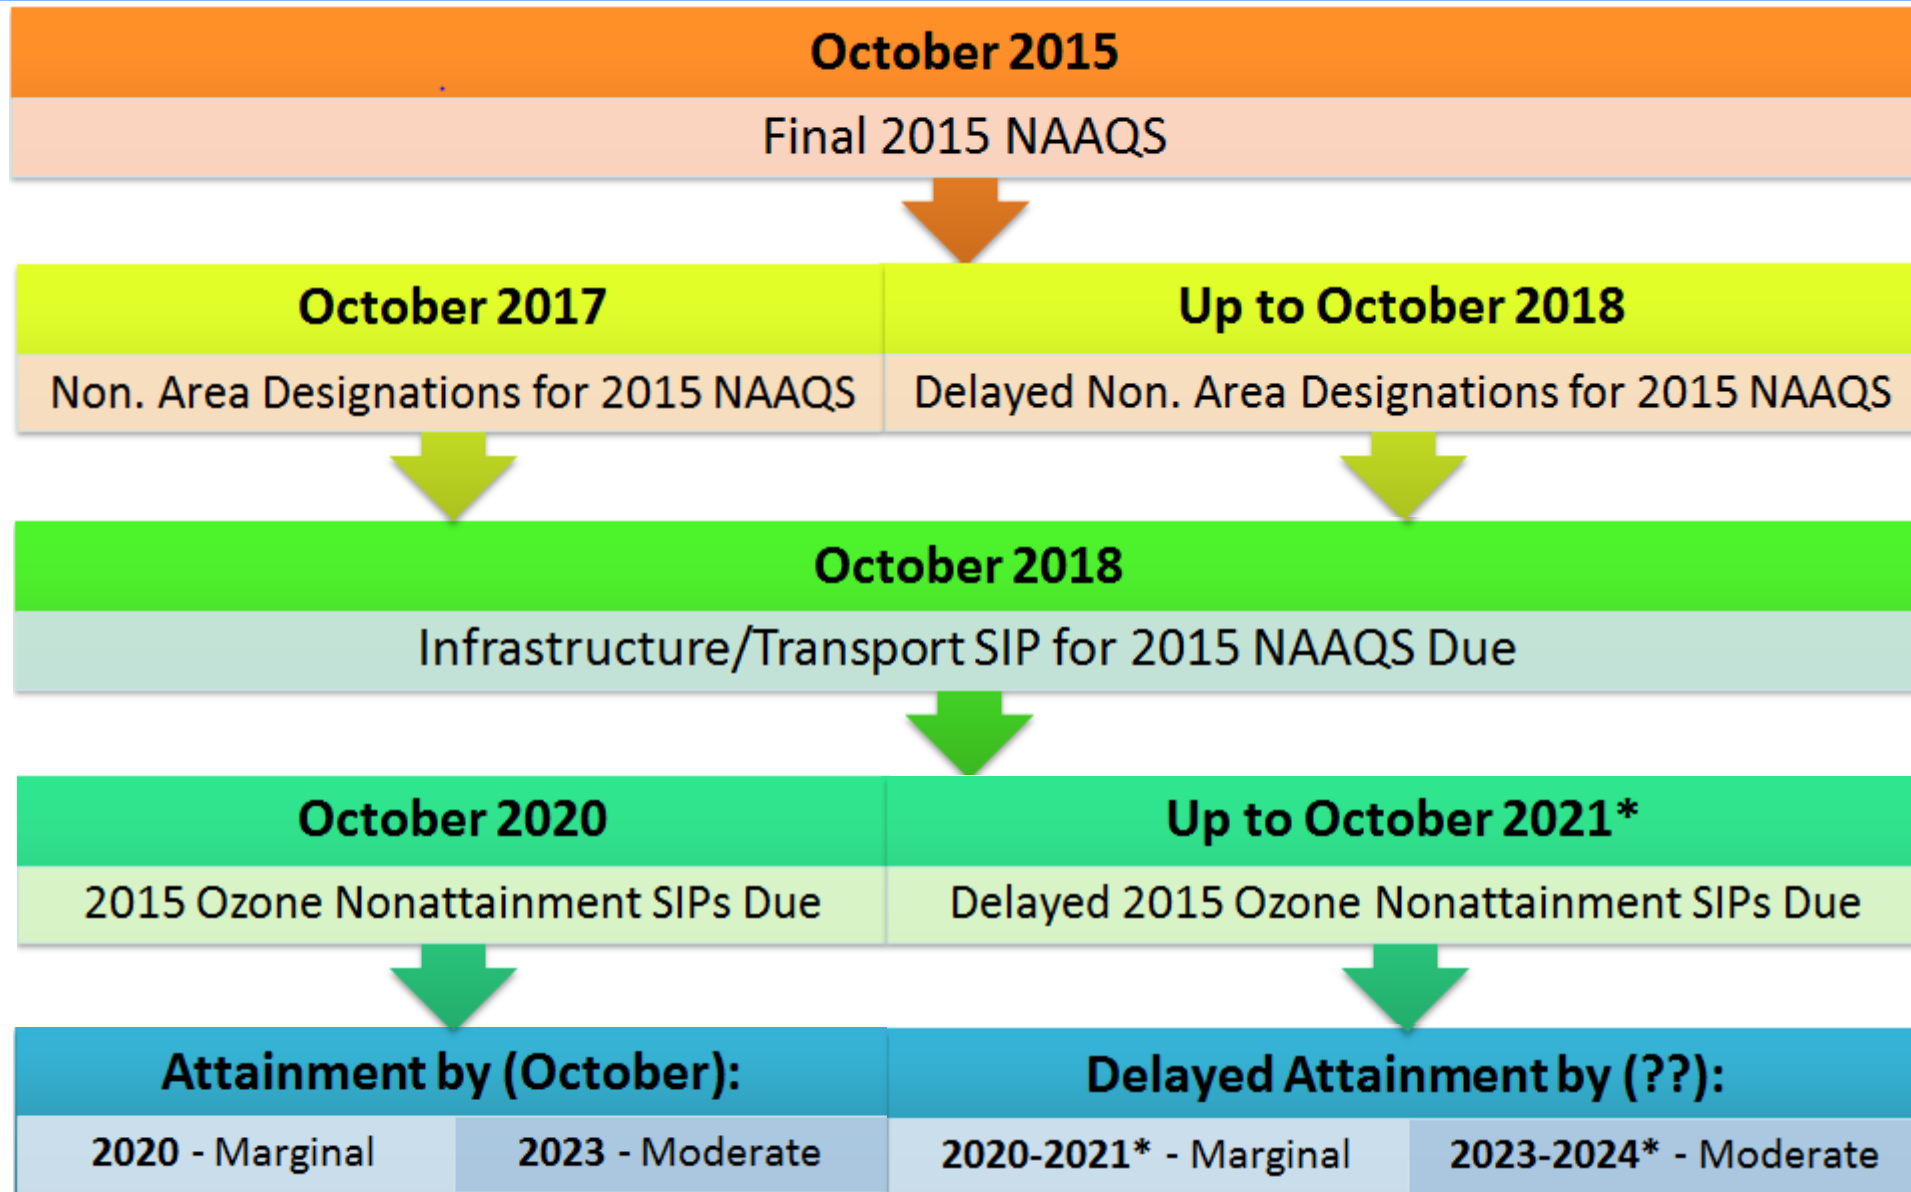 October 2015
Final 2015 NAAQS
October 2017
Up to October 2018
Non. Area Designations for 2015 NAAQS
Delayed Non. Area Designations for 2015 NAAQS
October 2018
Infrastructure/Transport SIP for 2015 NAAQS Due
October 2020
Up to October 2021*
2015 Ozone Nonattainment SIPs Due
Delayed 2015 Ozone Nonattainment SIPs Due
Attainment by (October):
Delayed Attainment by (??):
2020 - Marginal
2023 - Moderate
2020-2021* - Marginal
2023-2024* - Moderate